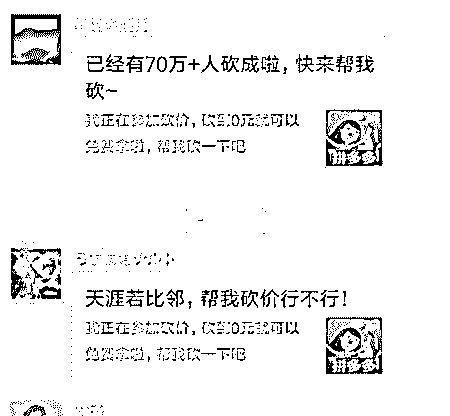 已经有70万+人砍成啦，快来帮我
砍~
我正在参加砍价，砍到0元就可以
免费拿啦，帮我砍一下吧
拼多多
天涯若比邻，帮我砍价行不行！
我正在参加砍价，砍到0元就可以
免费拿啦，帮我砍一下吧
拼多多